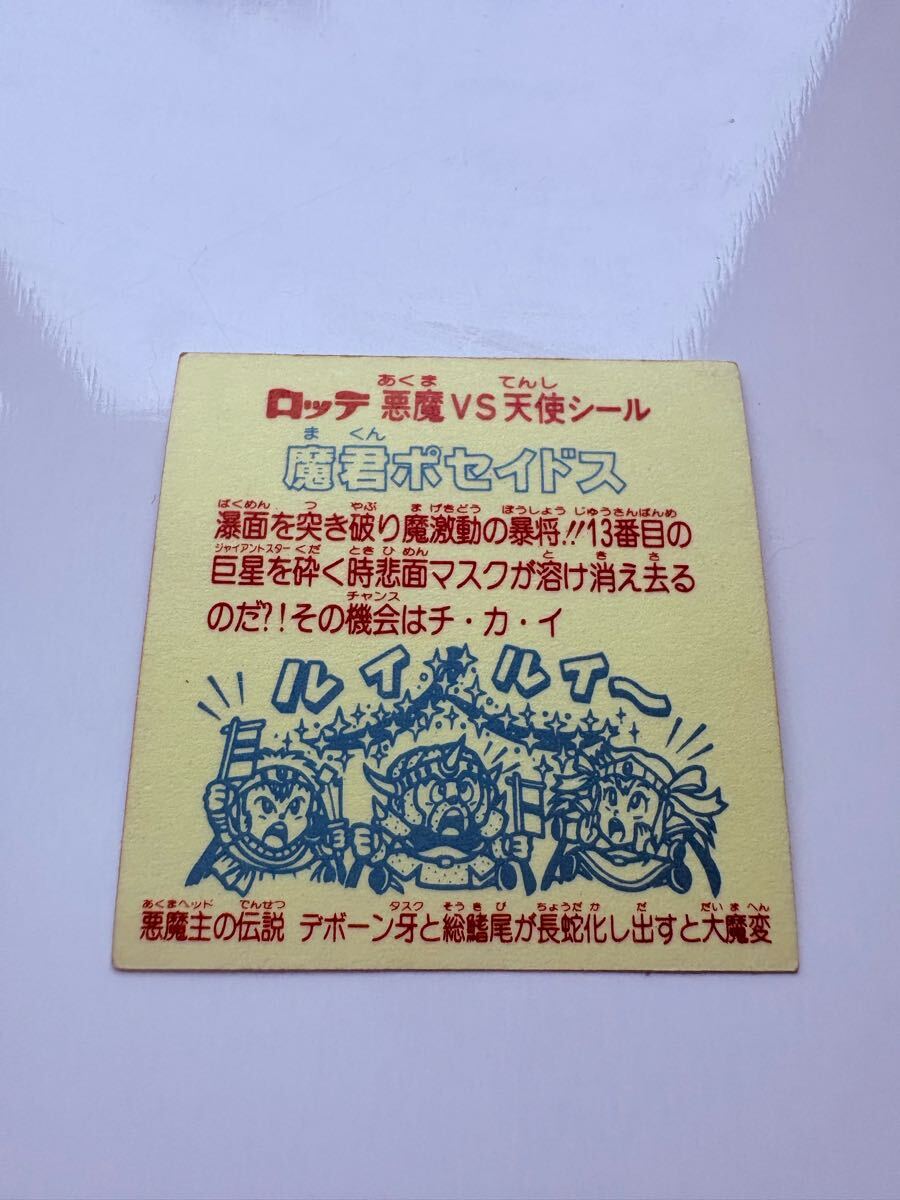 ロッテ 悪魔VS天使シール
魔君ポセイドス
瀑面を突き破り魔激動の暴将!!13番目の
巨星を砕く時悲面マスクが溶け消え去る
のだ?!その機会はチ・カ・イ
ルイ★ルイ〜
悪魔主の伝説 デボーン牙と総鰭尾が長蛇化し出すと大魔変